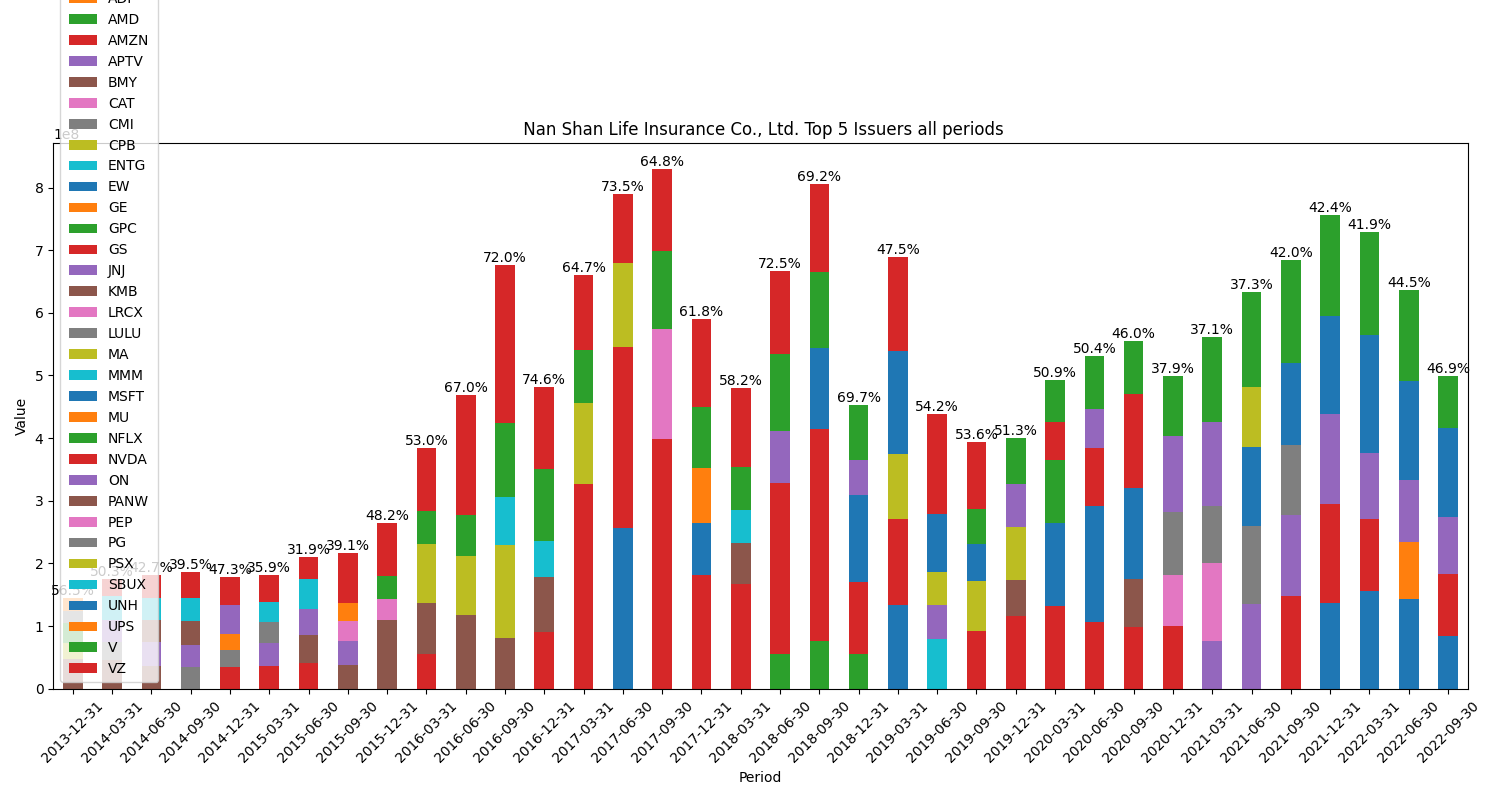 AMD
AMZN
APTV
BMY
CAT
CMI
CPB
ENTG
EW
GE
GPC
GS
JNJ
KMB
LRCX
LULU
MA
MMM
MSFT
MU
NFLX
NVDA
ON
PANW
PEP
PG
PSX
SBUX
UNH
UPS
V
VZ
1e8
Nan Shan Life Insurance Co., Ltd. Top 5 Issuers all periods
Value
8
7
6
5
4
3
2
1
0
56.5%
50.3%
42.7%
39.5%
47.3%
35.9%
31.9%
39.1%
48.2%
53.0%
67.0%
72.0%
74.6%
64.7%
73.5%
64.8%
61.8%
58.2%
72.5%
69.2%
69.7%
47.5%
54.2%
53.6%
51.3%
50.9%
50.4%
46.0%
37.9%
37.1%
37.3%
42.0%
42.4%
41.9%
44.5%
46.9%
2013-12-31
2014-03-31
2014-06-30
2014-09-30
2014-12-31
2015-03-31
2015-06-30
2015-09-30
2015-12-31
2016-03-31
2016-06-30
2016-09-30
2016-12-31
2017-03-31
2017-06-30
2017-09-30
2017-12-31
2018-03-31
2018-06-30
2018-09-30
2018-12-31
2019-03-31
2019-06-30
2019-09-30
2019-12-31
2020-03-31
2020-06-30
2020-09-30
2020-12-31
2021-03-31
2021-06-30
2021-09-30
2021-12-31
2022-03-31
2022-06-30
2022-09-30
Period